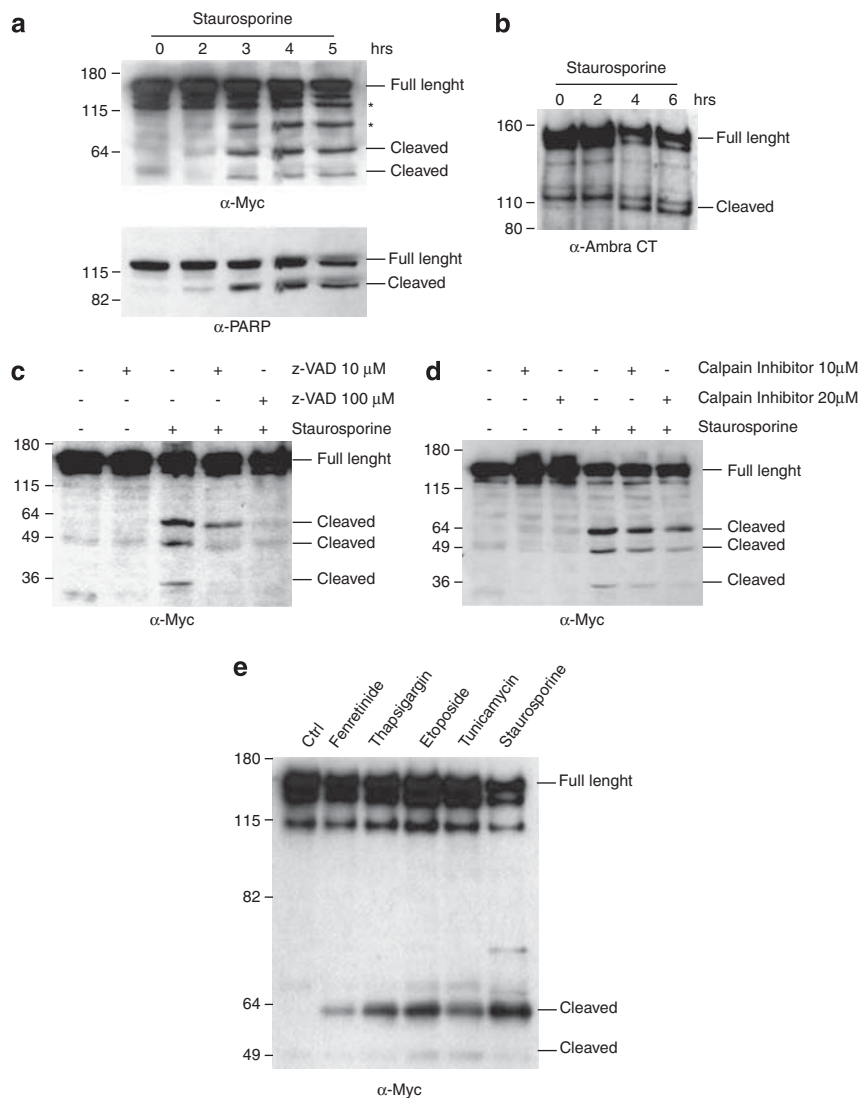 a
Staurosporine
0 2 3 4 5 hrs
180
115
64
Full lenght
*
*
Cleaved
Cleaved
α-Myc
115
82
Full lenght
Cleaved
α-PARP
b
Staurosporine
0 2 4 6 hrs
160
110
80
Full lenght
Cleaved
α-Ambra CT
c
- + - + - z-VAD 10 μM
- - - - + z-VAD 100 μM
- - + + + Staurosporine
180
115
64
49
36
Full lenght
Cleaved
Cleaved
Cleaved
α-Myc
d
- + - - + - Calpain Inhibitor 10μM
- - + - - + Calpain Inhibitor 20μM
- - - + + + Staurosporine
180
115
64
49
36
Full lenght
Cleaved
Cleaved
Cleaved
α-Myc
e
Ctrl Fenretinide Thapsigargin Etoposide Tunicamycin Staurosporine
180
115
82
64
49
Full lenght
Cleaved
Cleaved
α-Myc